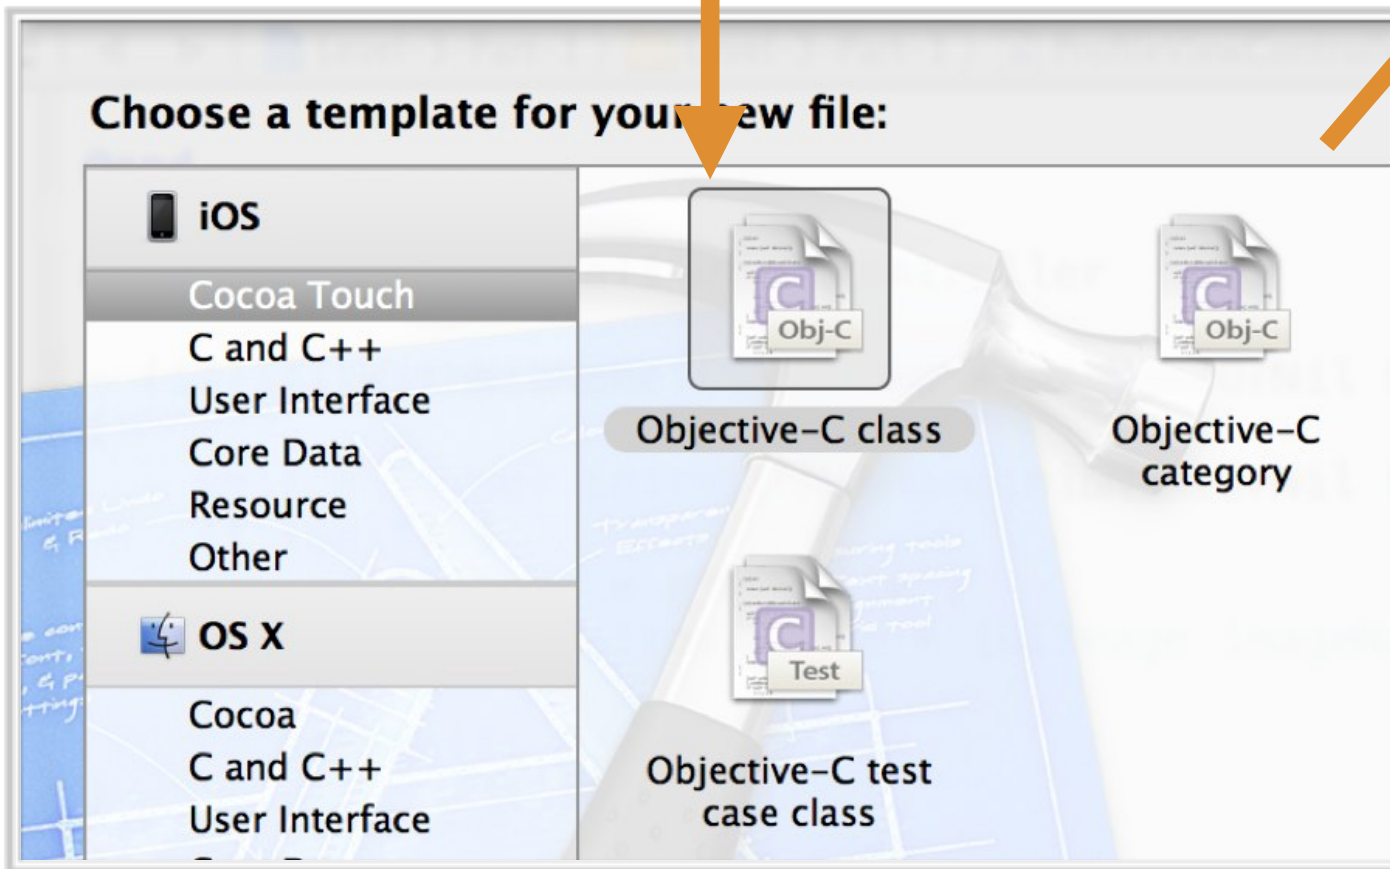 Choose a template for your new file:
iOS
Cocoa Touch
C and C++
User Interface
Core Data
Resource
Other
OS X
Cocoa
C and C++
User Interface
Obj-C
Objective-C class
Obj-C
Objective-C
category
Test
Objective-C test
case class